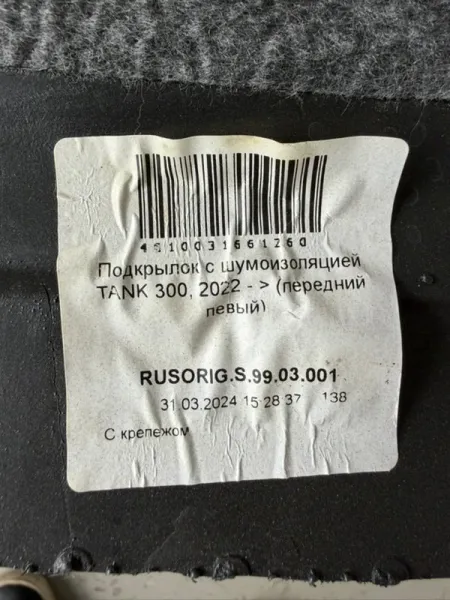 4610031661260
Подкрылок с шумоизоляцией
TANK 300, 2022 - > (передний
левый)
RUSORIG.S.99.03.001
31.03.2024 15:28 37 138
С крепежом